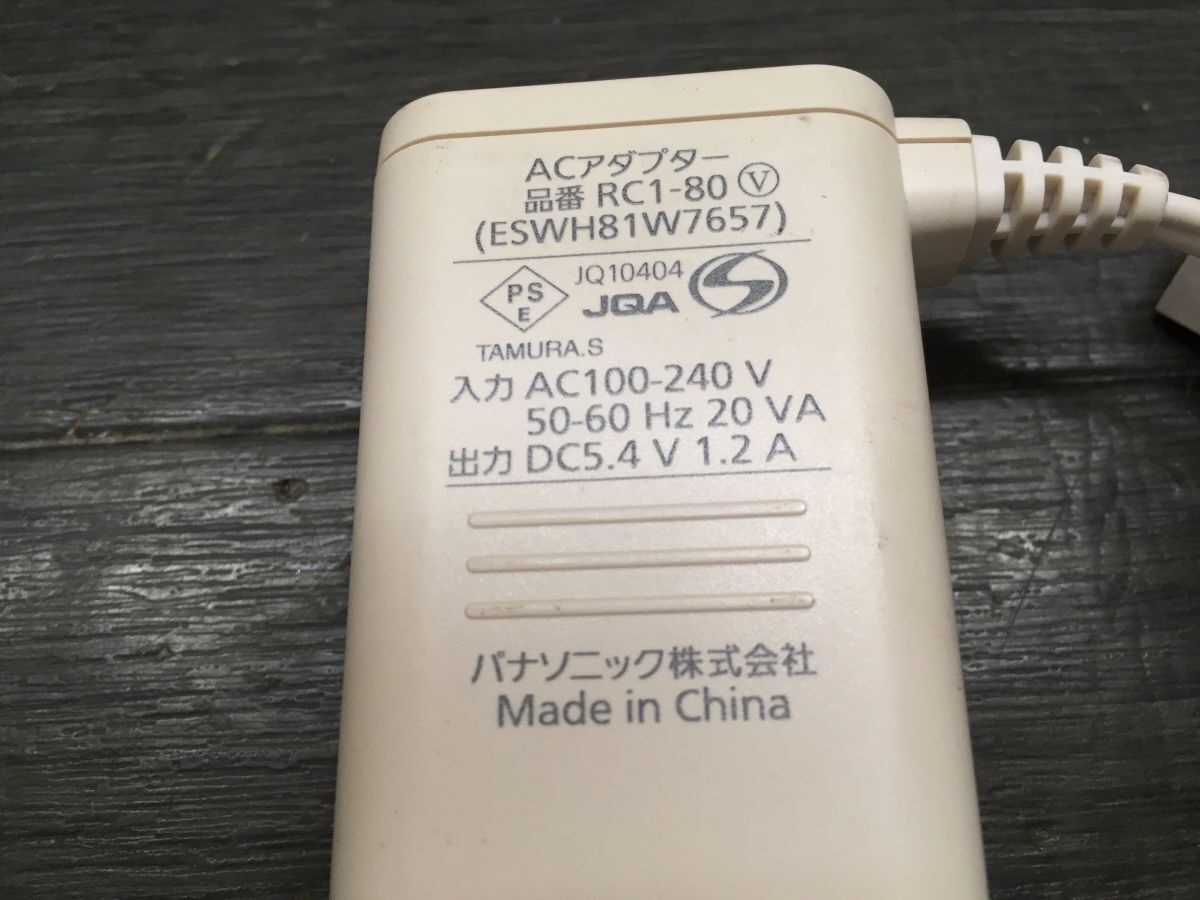 ACアダプター
品番 RC1-80 Ⓥ
(ESWH81W7657)
PS
E
JQ10404
JQA
TAMURA.S
入力 AC100-240 V
50-60 Hz 20 VA
出力 DC5.4 V 1.2 A
パナソニック株式会社
Made in China